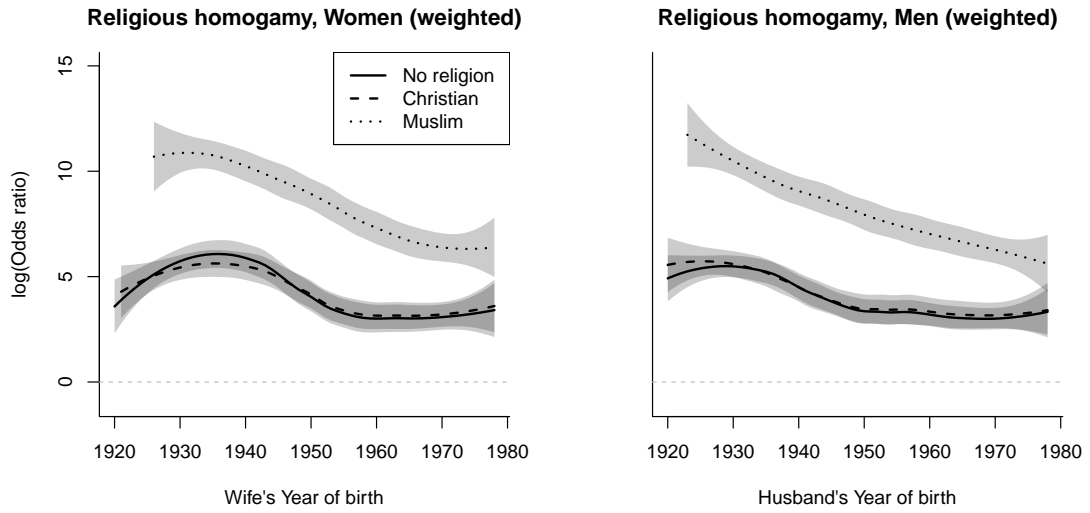 Religious homogamy, Women (weighted)
log(Odds ratio)
15
10
5
0
No religion
Christian
Muslim
1920 1930 1940 1950 1960 1970 1980
Wife's Year of birth
Religious homogamy, Men (weighted)
1920 1930 1940 1950 1960 1970 1980
Husband's Year of birth